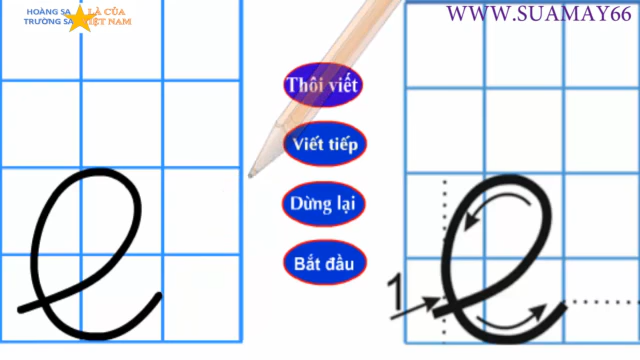 HOÀNG SA LÀ CỦA
TRƯỜNG SA VIỆT NAM
WWW.SUAMAY66
Thôi viết
Viết tiếp
Dừng lại
Bắt đầu
e
1
e